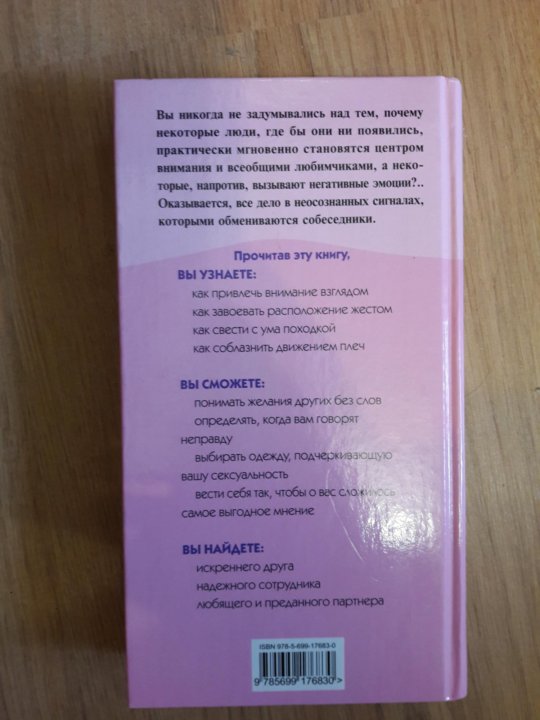 Вы никогда не задумывались над тем, почему
некоторые люди, где бы они ни появились,
практически мгновенно становятся центром
внимания и всеобщими любимчиками, а неко-
торые, напротив, вызывают негативные эмоции?..
Оказывается, все дело в неосознанных сигналах,
которыми обмениваются собеседники.
Прочитав эту книгу,
ВЫ УЗНАЕТЕ:
как привлечь внимание взглядом
как завоевать расположение жестом
как свести с ума походкой
как соблазнить движением плеч
ВЫ СМОЖЕТЕ:
понимать желания других без слов
определять, когда вам говорят
неправду
выбирать одежду, подчеркивающую
вашу сексуальность
вести себя так, чтобы о вас сложилось
самое выгодное мнение
ВЫ НАЙДЕТЕ:
искреннего друга
надежного сотрудника
любящего и преданного партнера
ISBN 978-5-699-17683-0
9 785699 176830>